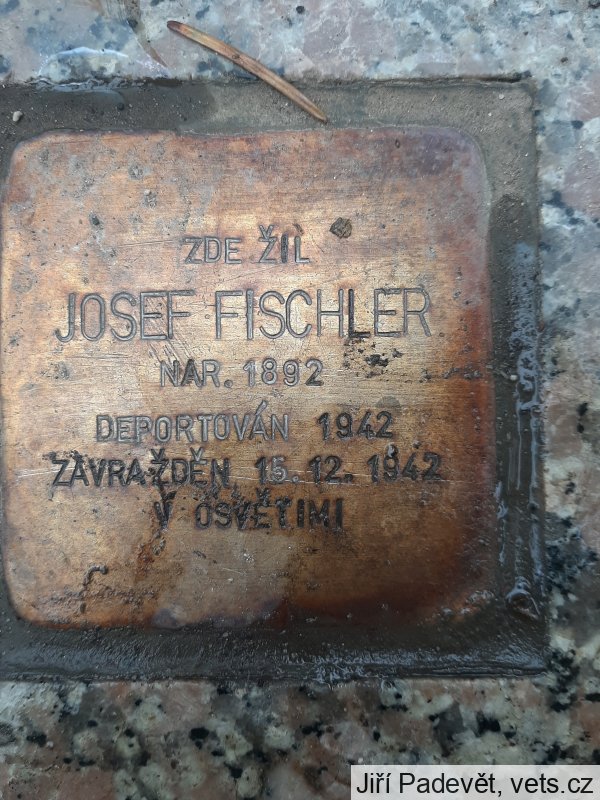 ZDE ŽIL
JOSEF FISCHLER
NAR. 1892
DEPORTOVÁN 1942
ZAVRAŽDĚN 15. 12. 1942
V OSVĚTIMI
Jiří Padevět, vets.cz